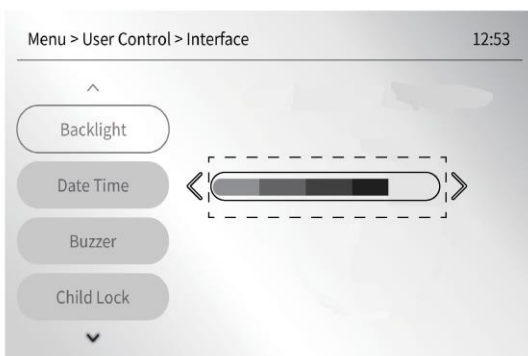 Menu > User Control > Interface 12:53
Backlight
Date Time
Buzzer
Child Lock